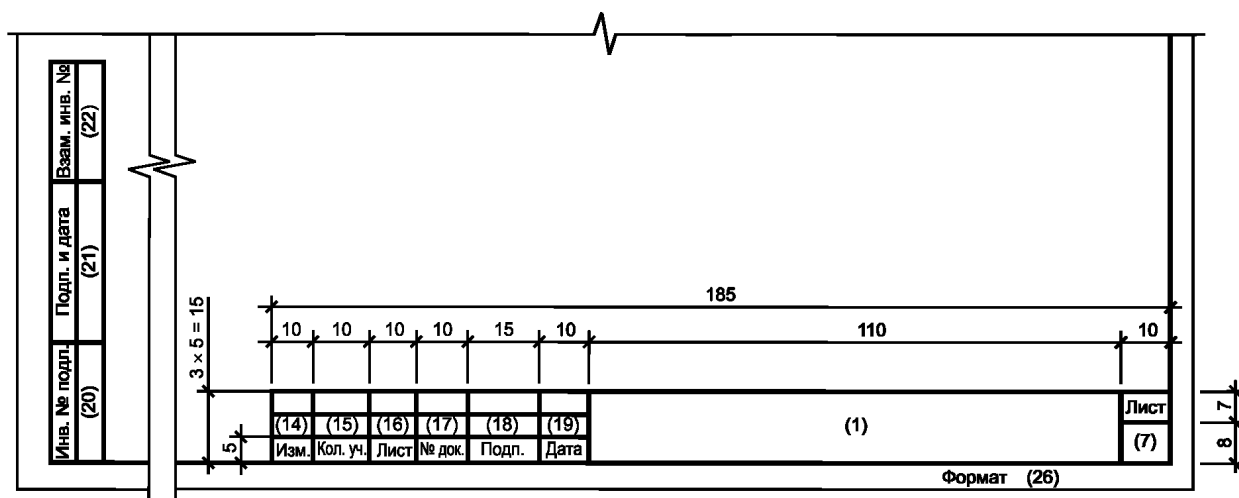 Взам. инв. №
(22)
Подп. и дата
(21)
Инв. № подл.
(20)
185
3 × 5 = 15
10 10 10 10 15 10 110 10
5
(14) (15) (16) (17) (18) (19)
Изм. Кол. уч. Лист № док. Подп. Дата
(1)
Лист
(7)
7
8
Формат (26)